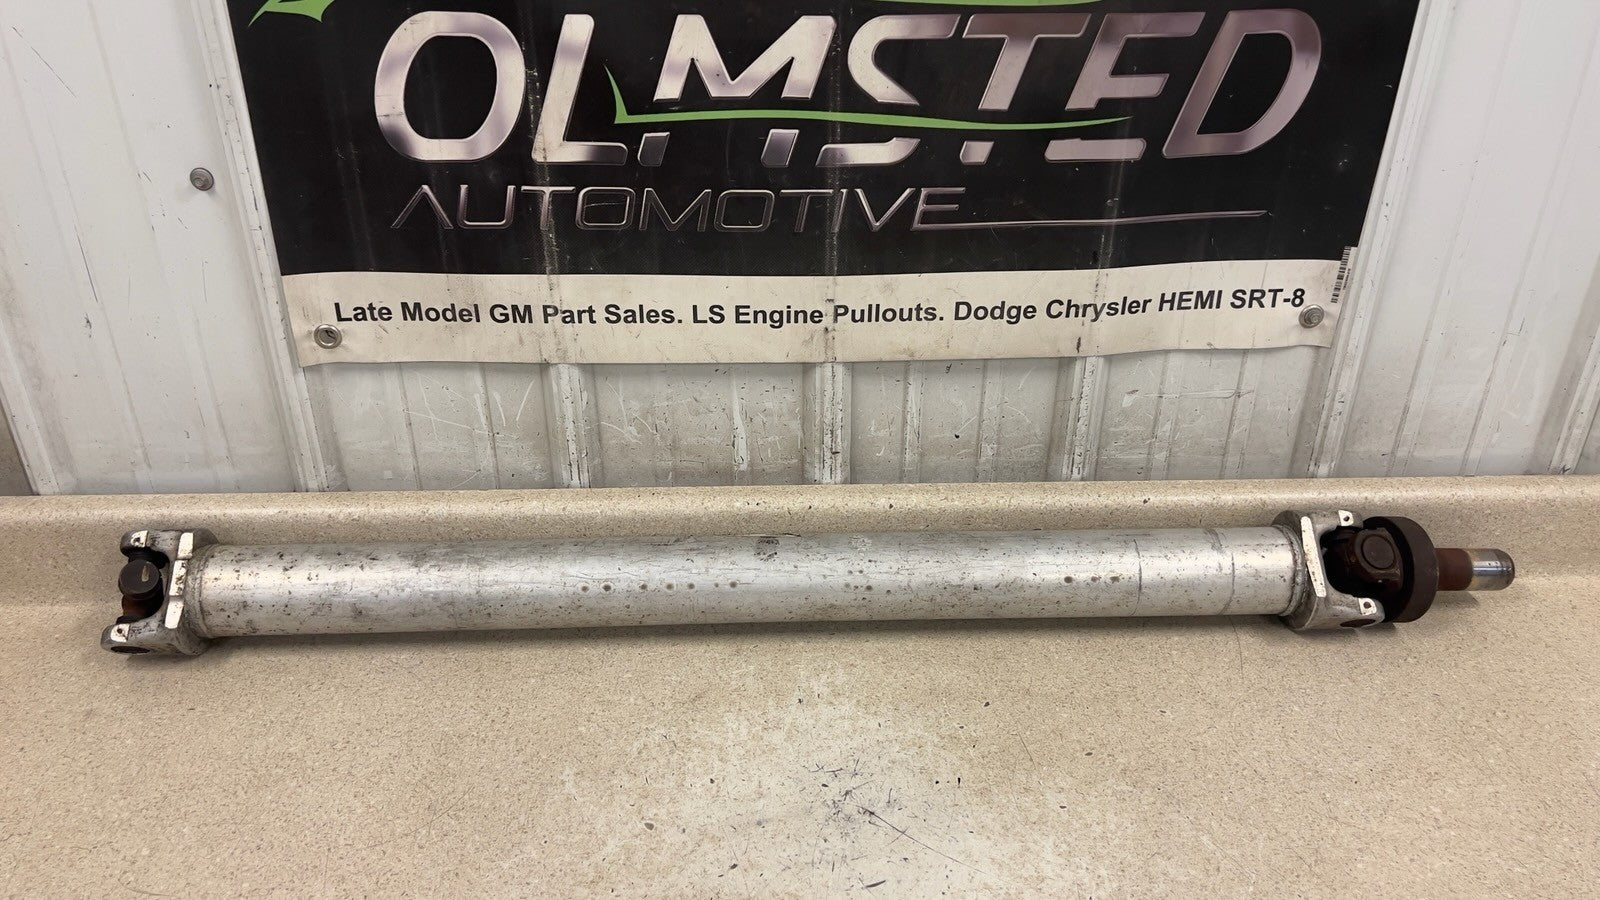 OLMSTED
AUTOMOTIVE
Late Model GM Part Sales. LS Engine Pullouts. Dodge Chrysler HEMI SRT-8